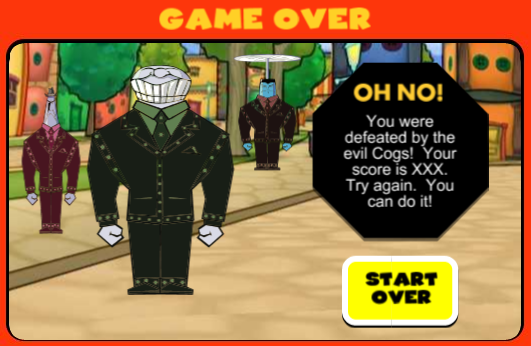 GAME OVER
OH NO!
You were
defeated by the
evil Cogs!  Your
score is XXX.
Try again.  You
can do it!
START
OVER